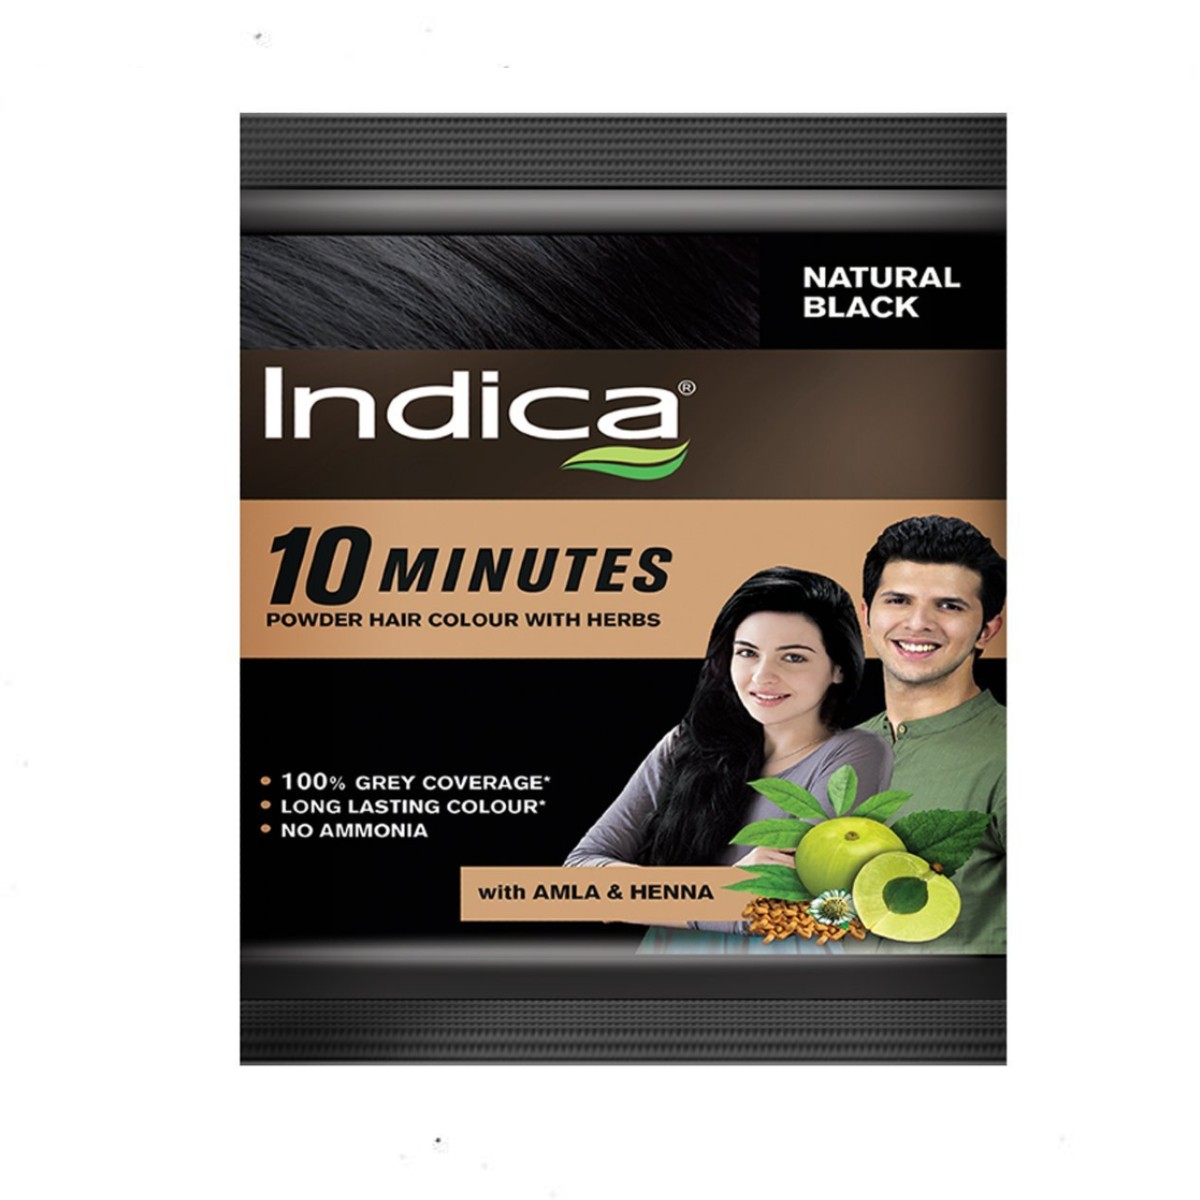 NATURAL
BLACK
Indica®
10 MINUTES
POWDER HAIR COLOUR WITH HERBS
• 100% GREY COVERAGE*
• LONG LASTING COLOUR*
• NO AMMONIA
with AMLA & HENNA